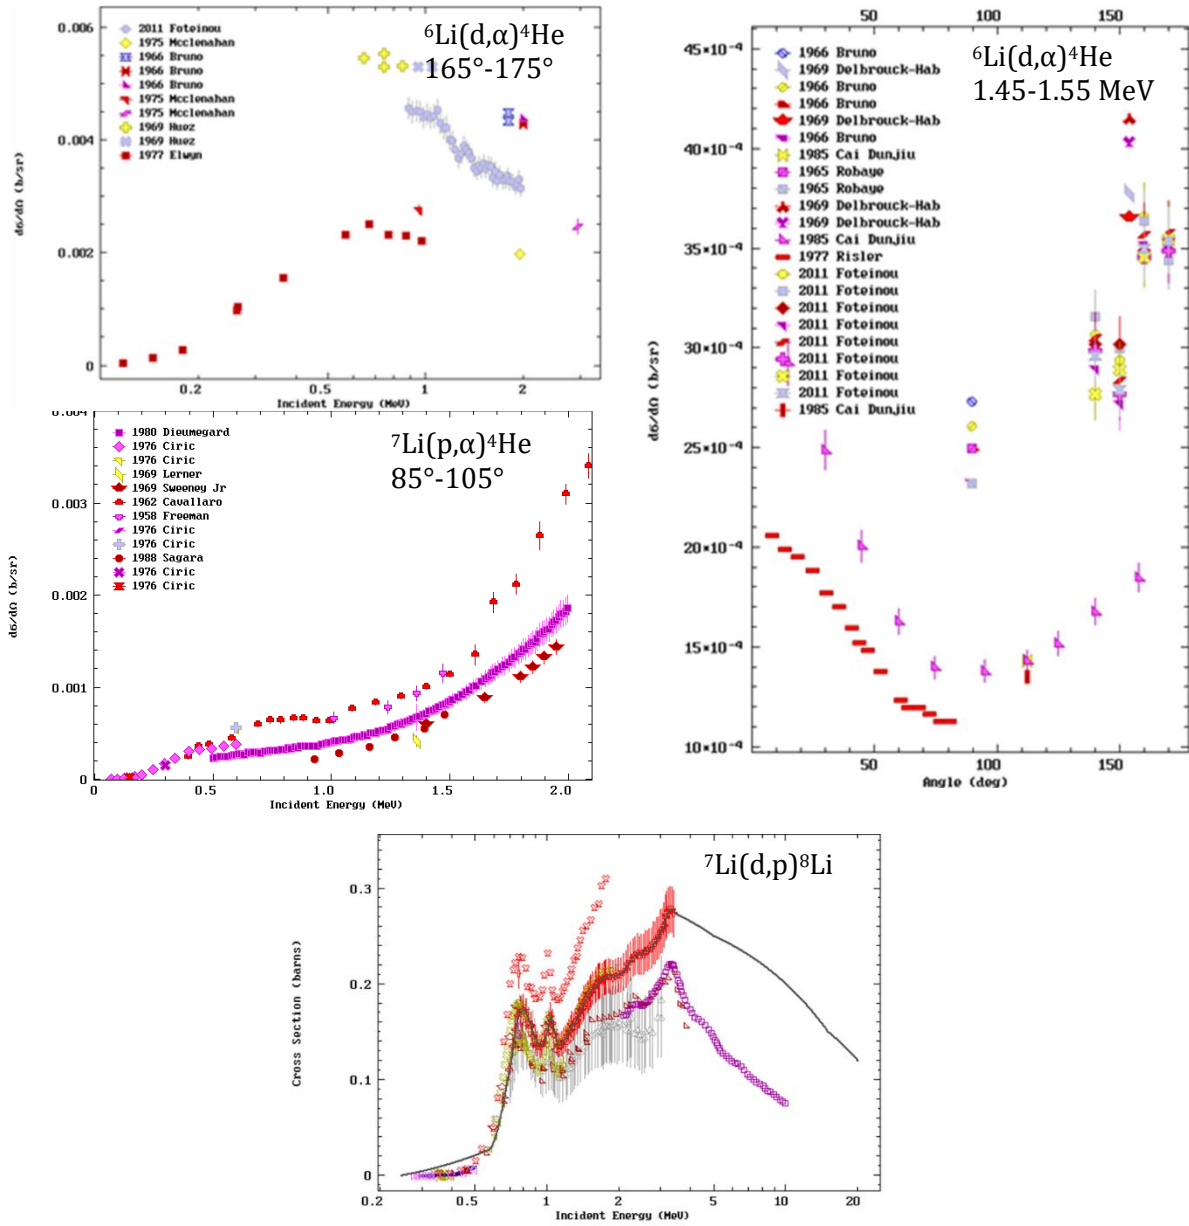 ⁶Li(d,α)⁴He
165°-175°
0.006
0.004
0.002
0
dσ/dΩ (b/sr)
2011 Foteinou
1975 Mcclenahan
1966 Bruno
1966 Bruno
1966 Bruno
1975 Mcclenahan
1975 Mcclenahan
1969 Huez
1969 Huez
1977 Elwyn
0.2
0.5
1
2
Incident Energy (MeV)
50
100
150
⁶Li(d,α)⁴He
1.45-1.55 MeV
45×10⁻⁴
40×10⁻⁴
35×10⁻⁴
30×10⁻⁴
25×10⁻⁴
20×10⁻⁴
15×10⁻⁴
10×10⁻⁴
dσ/dΩ (b/sr)
1966 Bruno
1969 Delbrouck-Hab
1966 Bruno
1966 Bruno
1969 Delbrouck-Hab
1966 Bruno
1985 Cai Dunjiu
1965 Robaye
1965 Robaye
1969 Delbrouck-Hab
1969 Delbrouck-Hab
1985 Cai Dunjiu
1977 Risler
2011 Foteinou
2011 Foteinou
2011 Foteinou
2011 Foteinou
2011 Foteinou
2011 Foteinou
2011 Foteinou
2011 Foteinou
1985 Cai Dunjiu
50
100
150
Angle (deg)
⁷Li(p,α)⁴He
85°-105°
0.004
0.003
0.002
0.001
0
dσ/dΩ (b/sr)
1980 Dieumegard
1976 Ciric
1976 Ciric
1969 Lerner
1969 Sweeney Jr
1962 Cavallaro
1958 Freeman
1976 Ciric
1976 Ciric
1988 Sagara
1976 Ciric
1976 Ciric
0
0.5
1.0
1.5
2.0
Incident Energy (MeV)
⁷Li(d,p)⁸Li
0.3
0.2
0.1
0
Cross Section (barns)
0.2
0.5
1
2
5
10
20
Incident Energy (MeV)